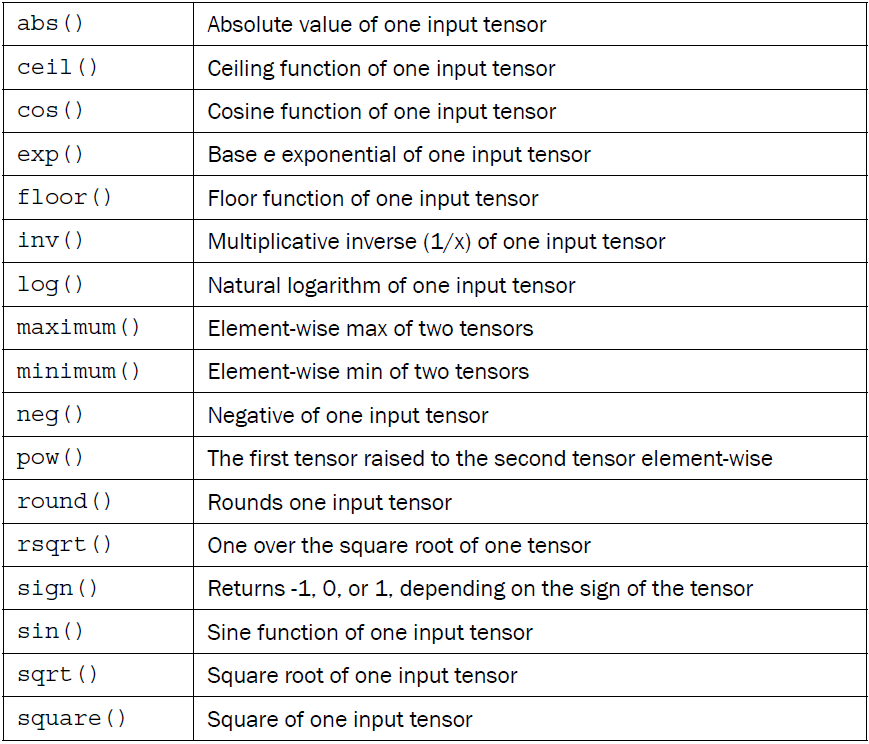 abs() Absolute value of one input tensor
ceil() Ceiling function of one input tensor
cos() Cosine function of one input tensor
exp() Base e exponential of one input tensor
floor() Floor function of one input tensor
inv() Multiplicative inverse (1/x) of one input tensor
log() Natural logarithm of one input tensor
maximum() Element-wise max of two tensors
minimum() Element-wise min of two tensors
neg() Negative of one input tensor
pow() The first tensor raised to the second tensor element-wise
round() Rounds one input tensor
rsqrt() One over the square root of one tensor
sign() Returns -1, 0, or 1, depending on the sign of the tensor
sin() Sine function of one input tensor
sqrt() Square root of one input tensor
square() Square of one input tensor